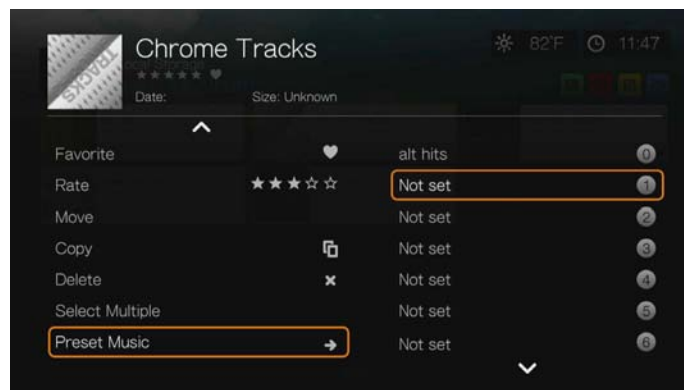 Chrome Tracks
82°F 11:47
TRACKS
Date: Size: Unknown
Favorite
Rate
Move
Copy
Delete
Select Multiple
Preset Music
alt hits 0
Not set 1
Not set 2
Not set 3
Not set 4
Not set 5
Not set 6